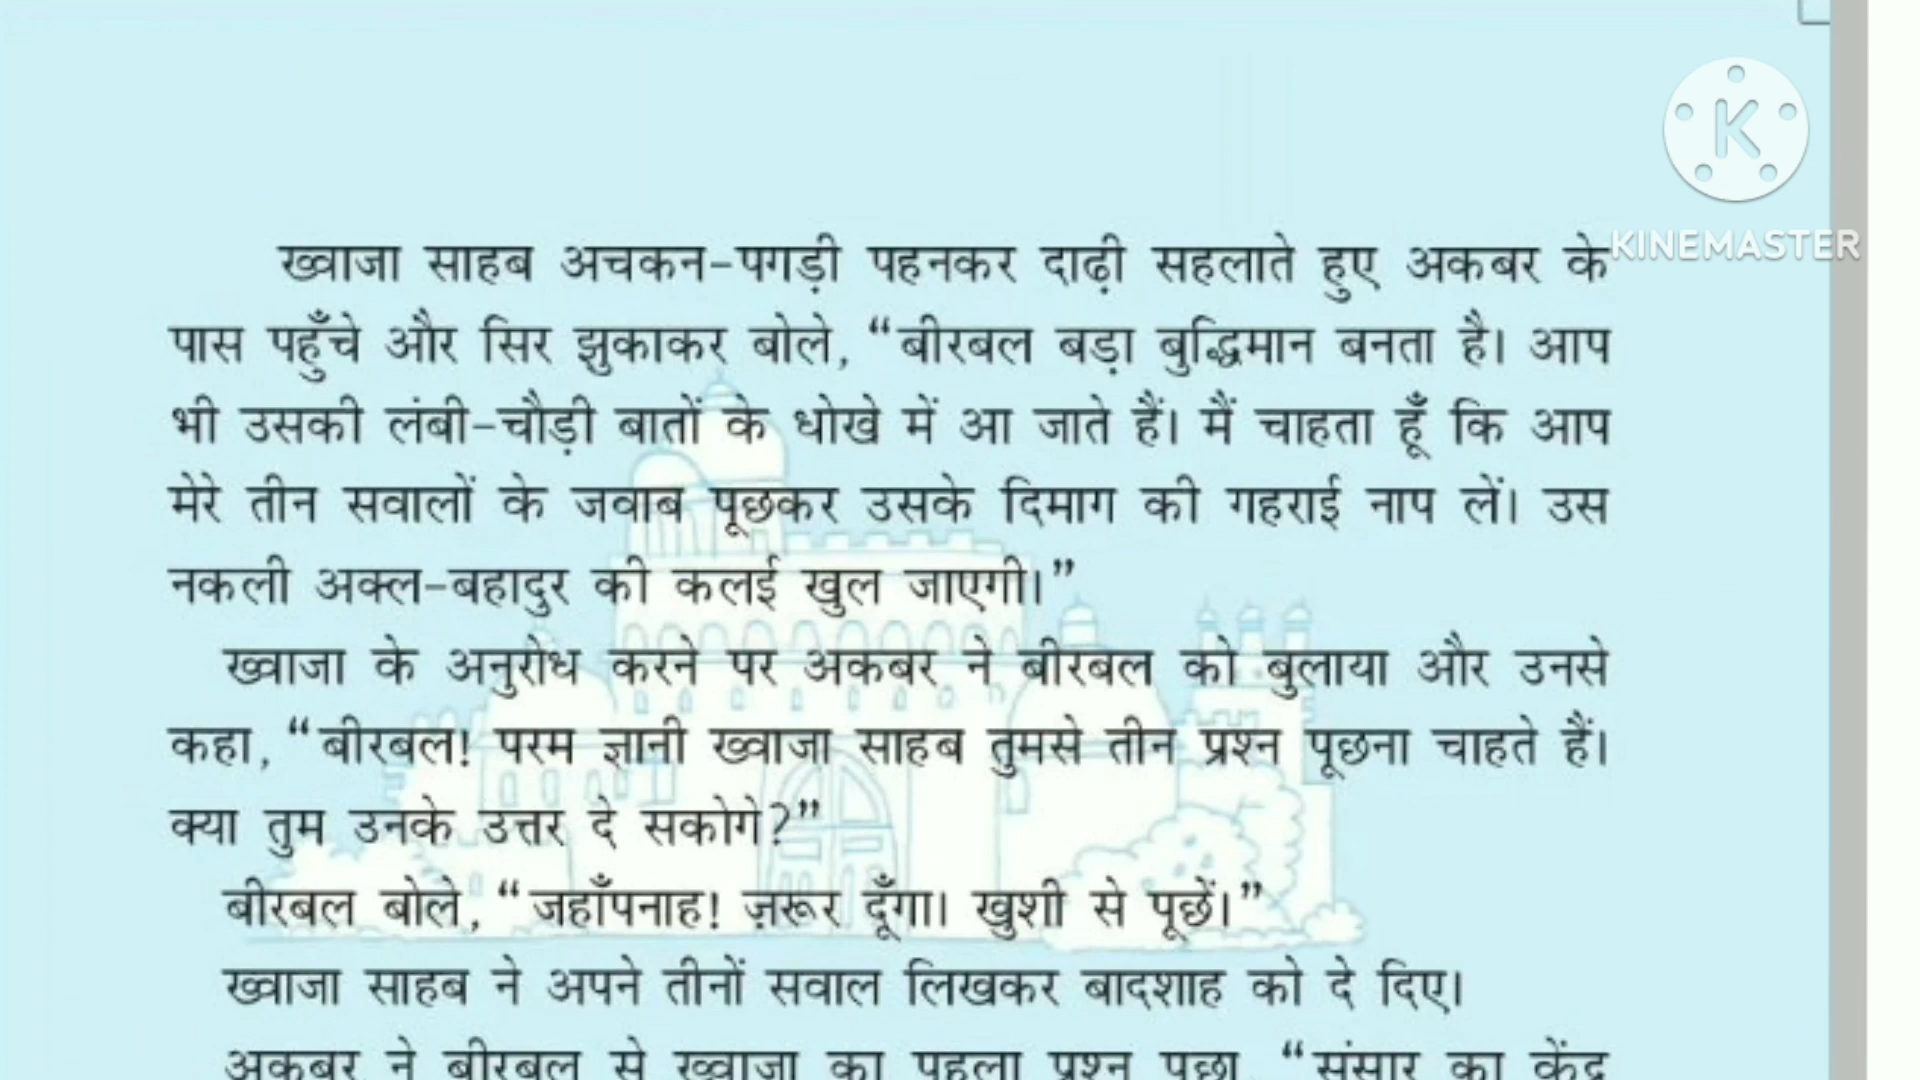 KINEMASTER
ख्वाजा साहब अचकन-पगड़ी पहनकर दाढ़ी सहलाते हुए अकबर के
पास पहुँचे और सिर झुकाकर बोले, “बीरबल बड़ा बुद्धिमान बनता है। आप
भी उसकी लंबी-चौड़ी बातों के धोखे में आ जाते हैं। मैं चाहता हूँ कि आप
मेरे तीन सवालों के जवाब पूछकर उसके दिमाग की गहराई नाप लें। उस
नकली अक्ल-बहादुर की कलई खुल जाएगी।”
ख्वाजा के अनुरोध करने पर अकबर ने बीरबल को बुलाया और उनसे
कहा, “बीरबल! परम ज्ञानी ख्वाजा साहब तुमसे तीन प्रश्न पूछना चाहते हैं।
क्या तुम उनके उत्तर दे सकोगे?”
बीरबल बोले, “जहाँपनाह! ज़रूर दूँगा। खुशी से पूछें।”
ख्वाजा साहब ने अपने तीनों सवाल लिखकर बादशाह को दे दिए।
अकबर ने बीरबल से ख्वाजा का पहला प्रश्न पूछा, “संसार का केंद्र